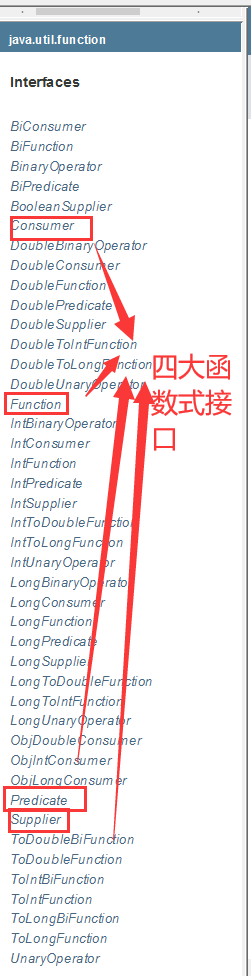 java.util.function
Interfaces
BiConsumer
BiFunction
BinaryOperator
BiPredicate
BooleanSupplier
Consumer
DoubleBinaryOperator
DoubleConsumer
DoubleFunction
DoublePredicate
DoubleSupplier
DoubleToIntFunction
DoubleToLongFunction
DoubleUnaryOperator
Function
IntBinaryOperator
IntConsumer
IntFunction
IntPredicate
IntSupplier
IntToDoubleFunction
IntToLongFunction
IntUnaryOperator
LongBinaryOperator
LongConsumer
LongFunction
LongPredicate
LongSupplier
LongToDoubleFunction
LongToIntFunction
LongUnaryOperator
ObjDoubleConsumer
ObjIntConsumer
ObjLongConsumer
Predicate
Supplier
ToDoubleBiFunction
ToDoubleFunction
ToIntBiFunction
ToIntFunction
ToLongBiFunction
ToLongFunction
UnaryOperator
四大函
数式接
口